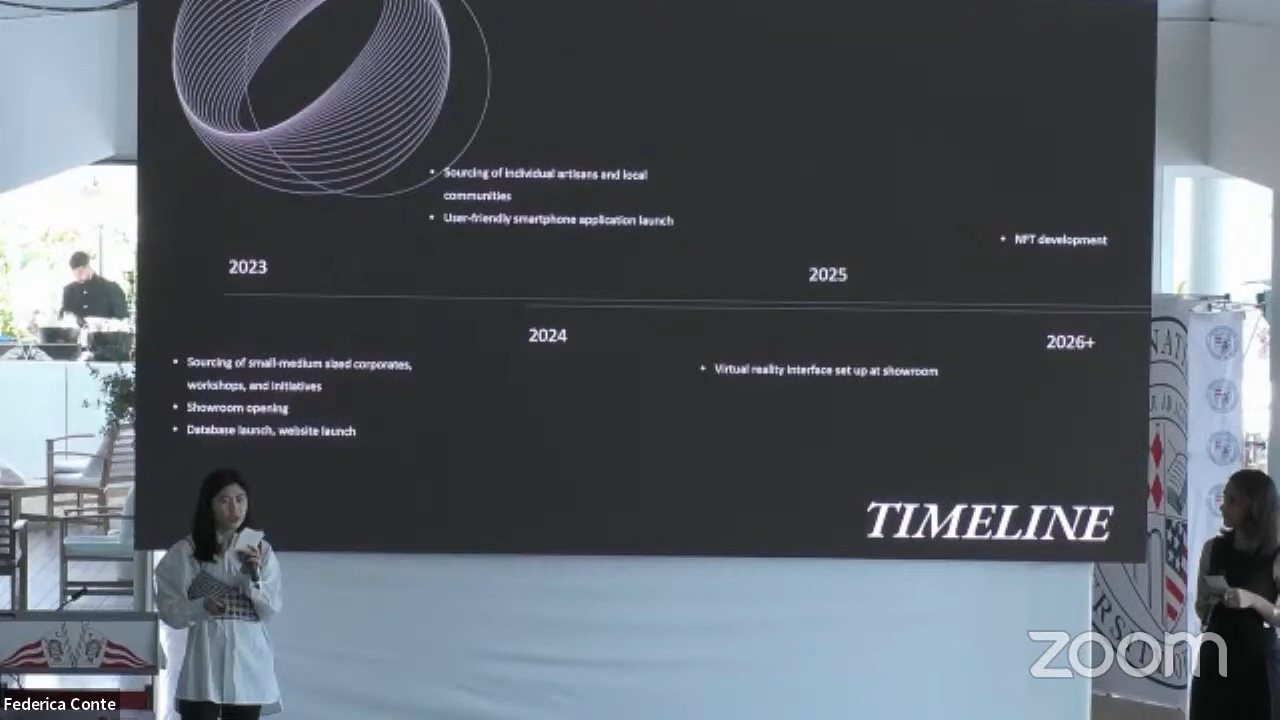 • Sourcing of individual artisans and local
communities
• User-friendly smartphone application launch
• NFT development
2023
2025
2024
2026+
• Sourcing of small-medium sized corporates,
workshops, and initiatives
• Showroom opening
• Database launch, website launch
• Virtual reality interface set up at showroom
TIMELINE
zoom
Federica Conte